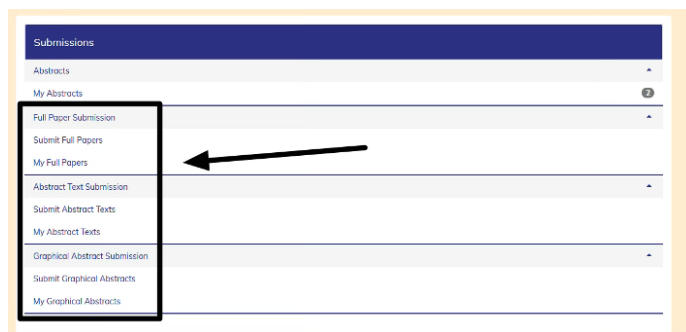 Submissions
Abstracts
My Abstracts 2
Full Paper Submission
Submit Full Papers
My Full Papers
Abstract Text Submission
Submit Abstract Texts
My Abstract Texts
Graphical Abstract Submission
Submit Graphical Abstracts
My Graphical Abstracts